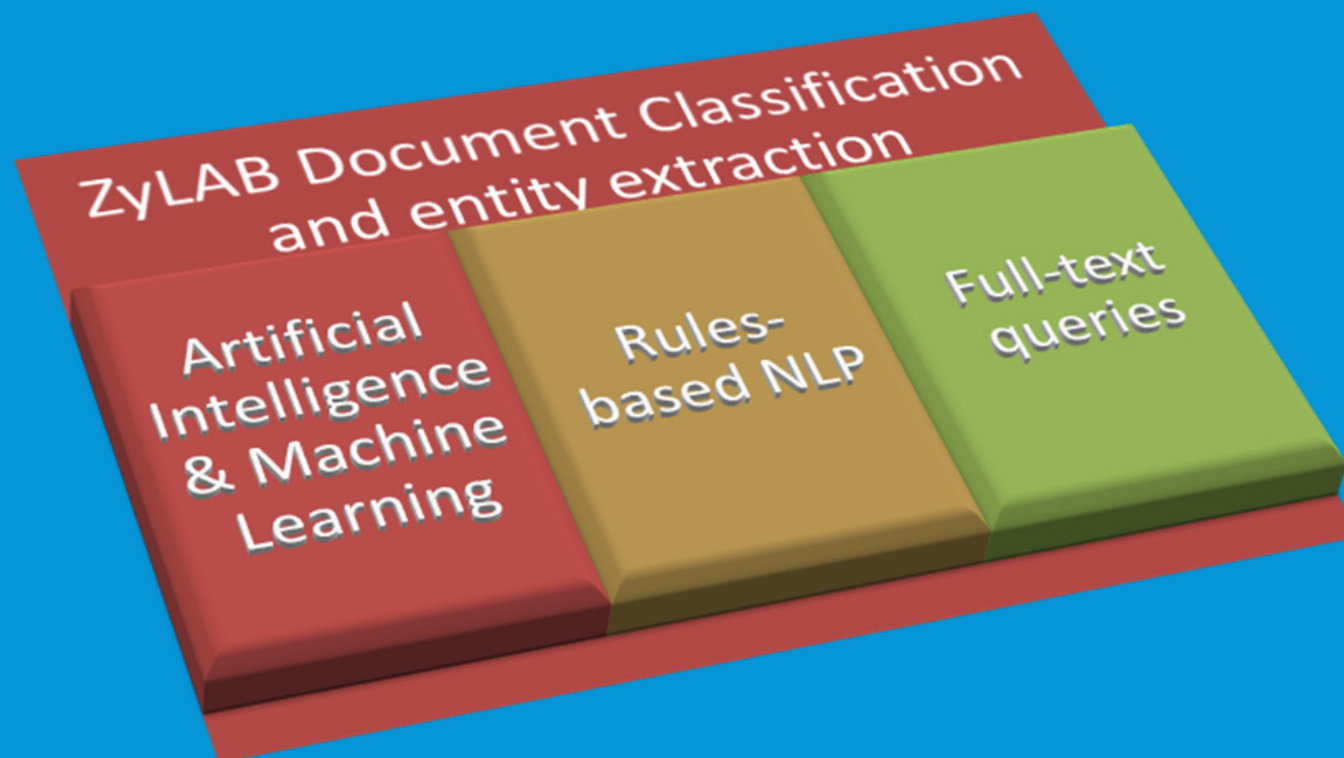 ZyLAB Document Classification
and entity extraction
Artificial
Intelligence
& Machine
Learning
Rules-
based NLP
Full-text
queries